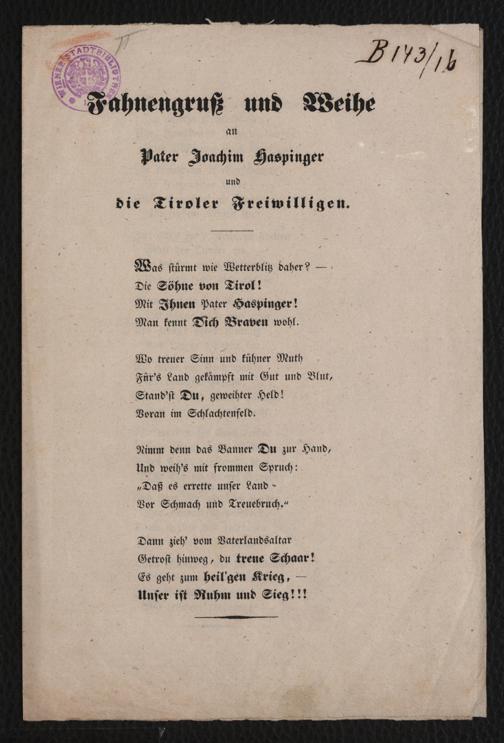 B 143/16
WIENER STADTBIBLIOTHEK
Fahnengruß und Weihe
an
Pater Joachim Haspinger
und
die Tiroler Freiwilligen.
Was stürmt wie Wetterblitz daher? —
Die Söhne von Tirol!
Mit Ihnen Pater Haspinger!
Man kennt Dich Braven wohl.
Wo treuer Sinn und kühner Muth
Für's Land gekämpft mit Gut und Blut,
Stand'st Du, geweihter Held!
Voran im Schlachtenfeld.
Nimm denn das Banner Du zur Hand,
Und weih's mit frommen Spruch:
„Daß es errette unser Land -
Vor Schmach und Treuebruch."
Dann zieh' vom Vaterlandsaltar
Getrost hinweg, du treue Schaar!
Es geht zum heil'gen Krieg, —
Unser ist Ruhm und Sieg!!!